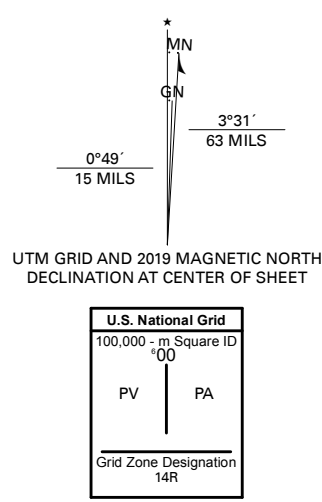 ★
MN
GN
3°31´
63 MILS
0°49´
15 MILS
UTM GRID AND 2019 MAGNETIC NORTH
DECLINATION AT CENTER OF SHEET
U.S. National Grid
100,000 - m Square ID
⁶00
PV PA
Grid Zone Designation
14R